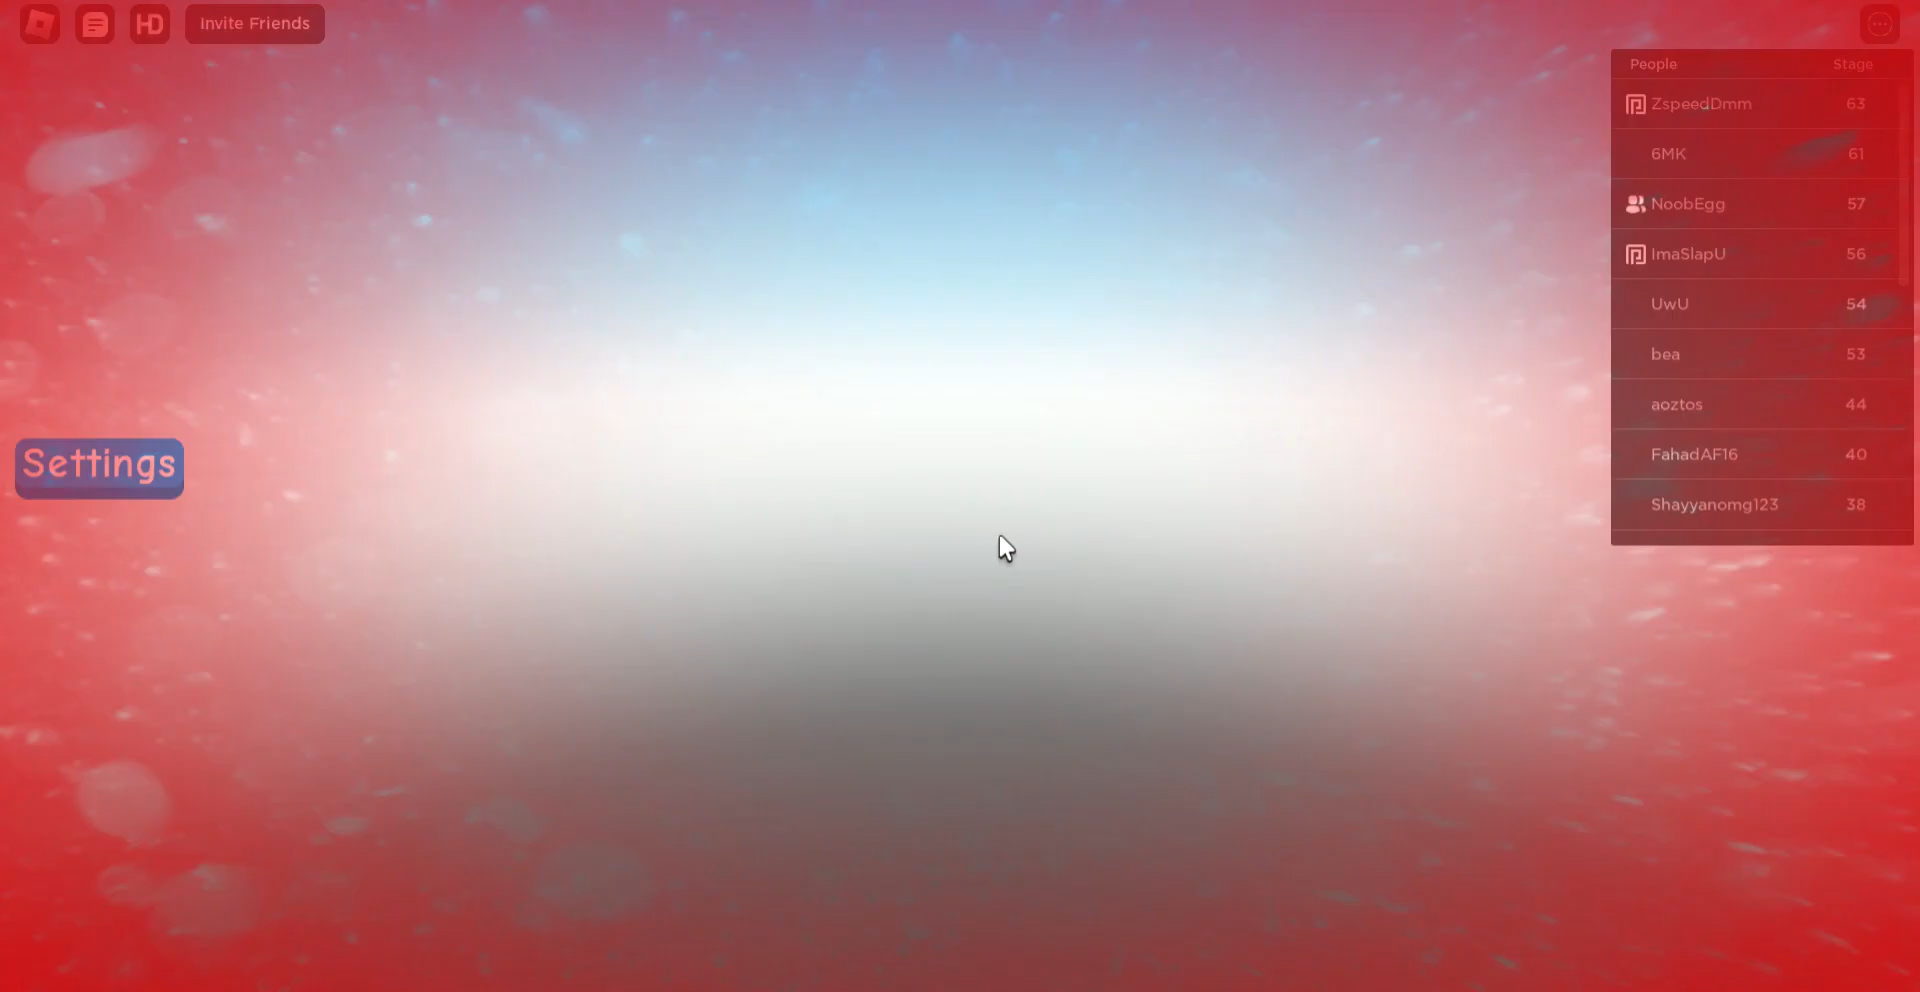 HD
Invite Friends
People Stage
ZspeedDmm 63
6MK 61
NoobEgg 57
ImaSlapU 56
UwU 54
bea 53
aoztos 44
FahadAF16 40
Shayyanomg123 38
Settings